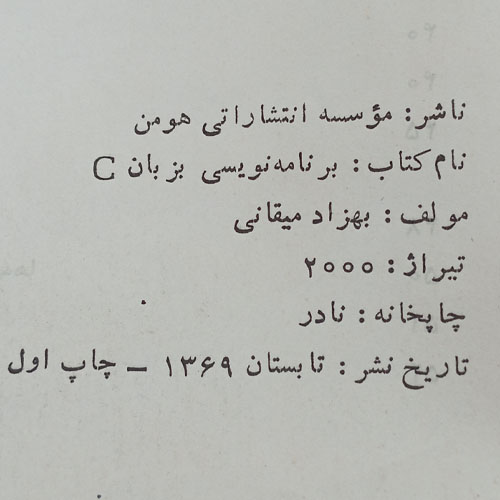 ناشر: مؤسسه انتشاراتی هومن
نام کتاب: برنامه‌نویسی بزبان C
مولف: بهزاد میقانی
تیراژ: ۲۰۰۰
چاپخانه: نادر
تاریخ نشر: تابستان ۱۳۶۹ – چاپ اول